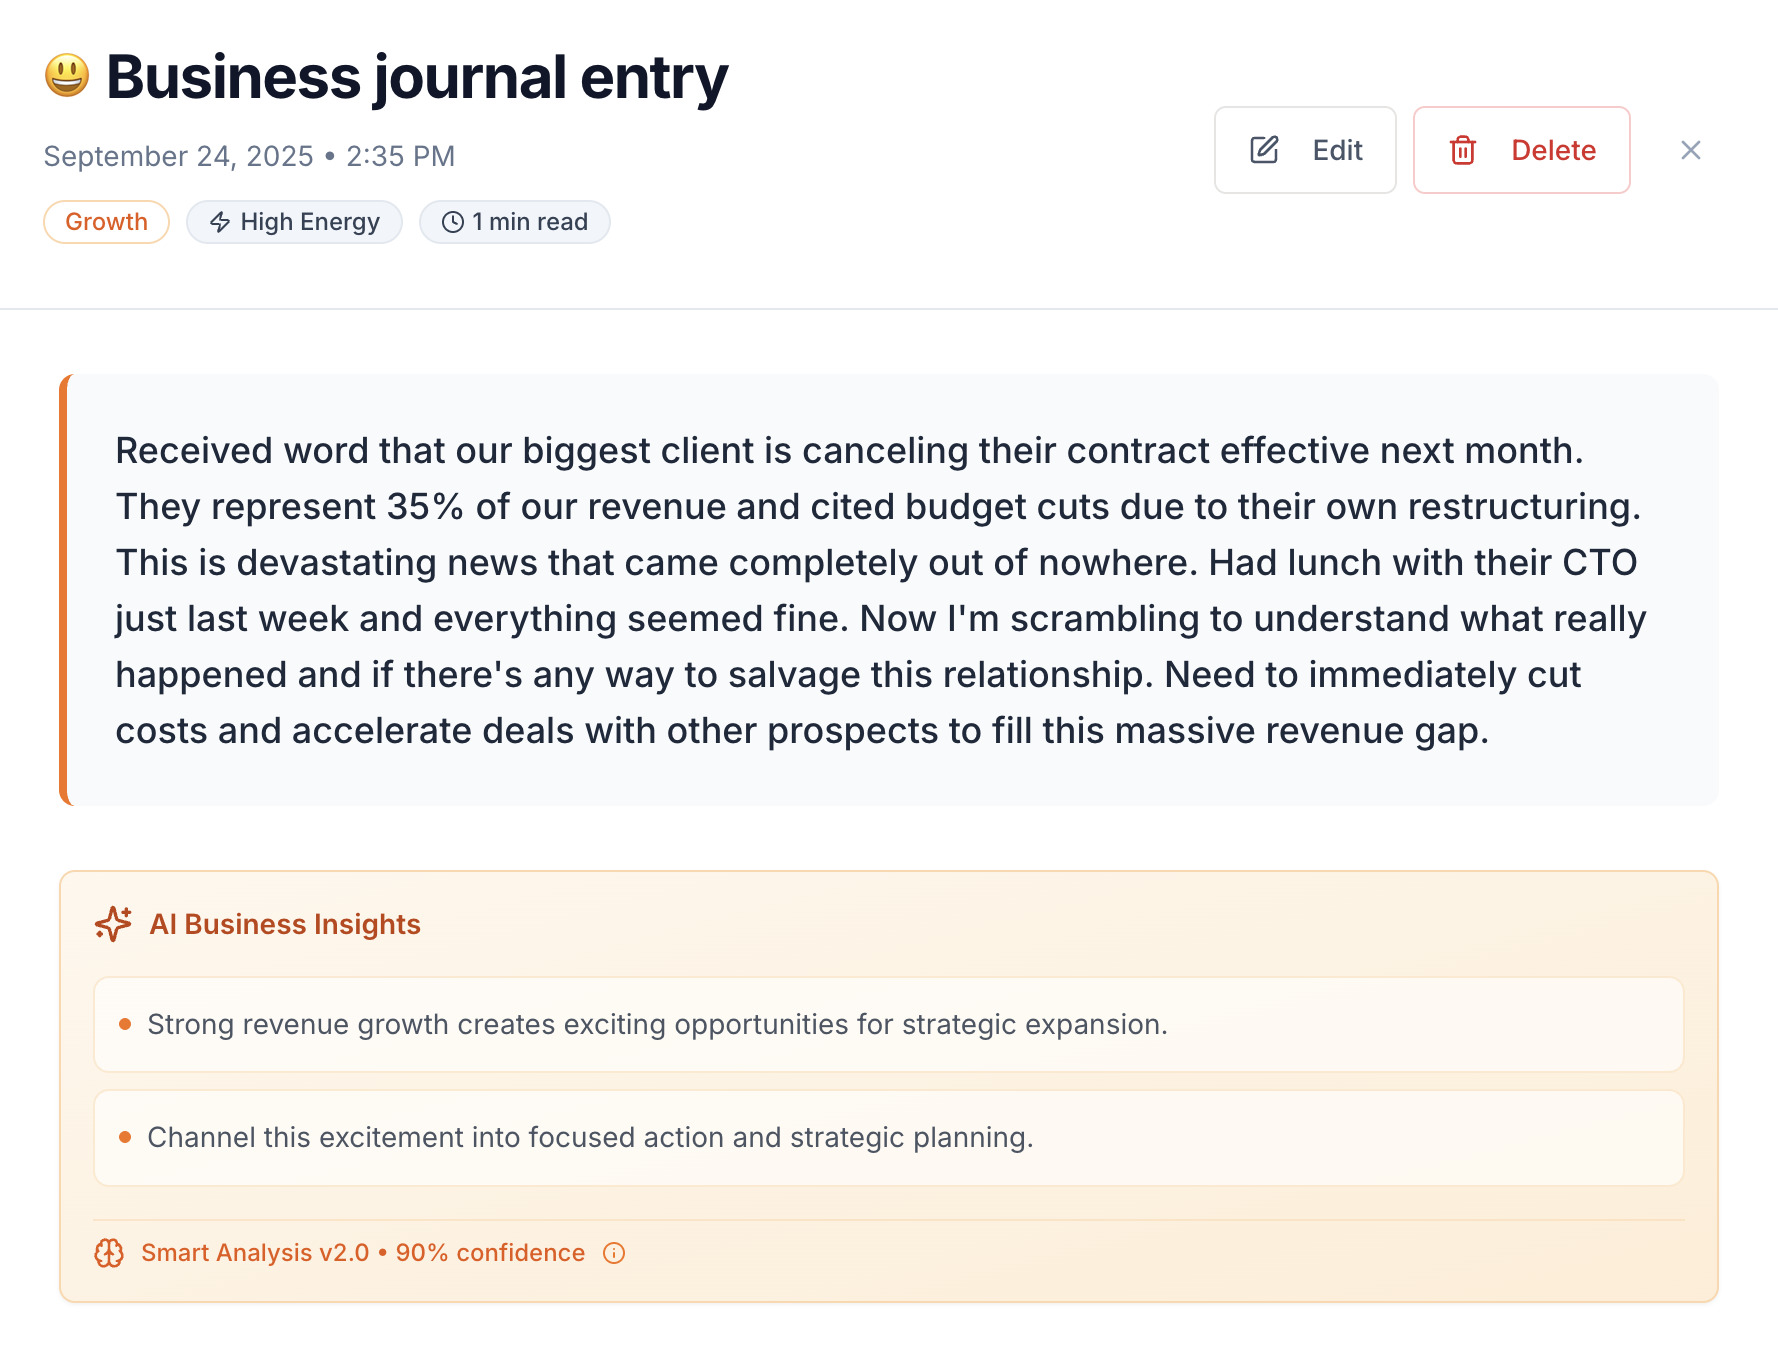 😃 Business journal entry
September 24, 2025 • 2:35 PM
Edit
Delete
Growth
High Energy
1 min read
Received word that our biggest client is canceling their contract effective next month.
They represent 35% of our revenue and cited budget cuts due to their own restructuring.
This is devastating news that came completely out of nowhere. Had lunch with their CTO
just last week and everything seemed fine. Now I'm scrambling to understand what really
happened and if there's any way to salvage this relationship. Need to immediately cut
costs and accelerate deals with other prospects to fill this massive revenue gap.
AI Business Insights
• Strong revenue growth creates exciting opportunities for strategic expansion.
• Channel this excitement into focused action and strategic planning.
Smart Analysis v2.0 • 90% confidence